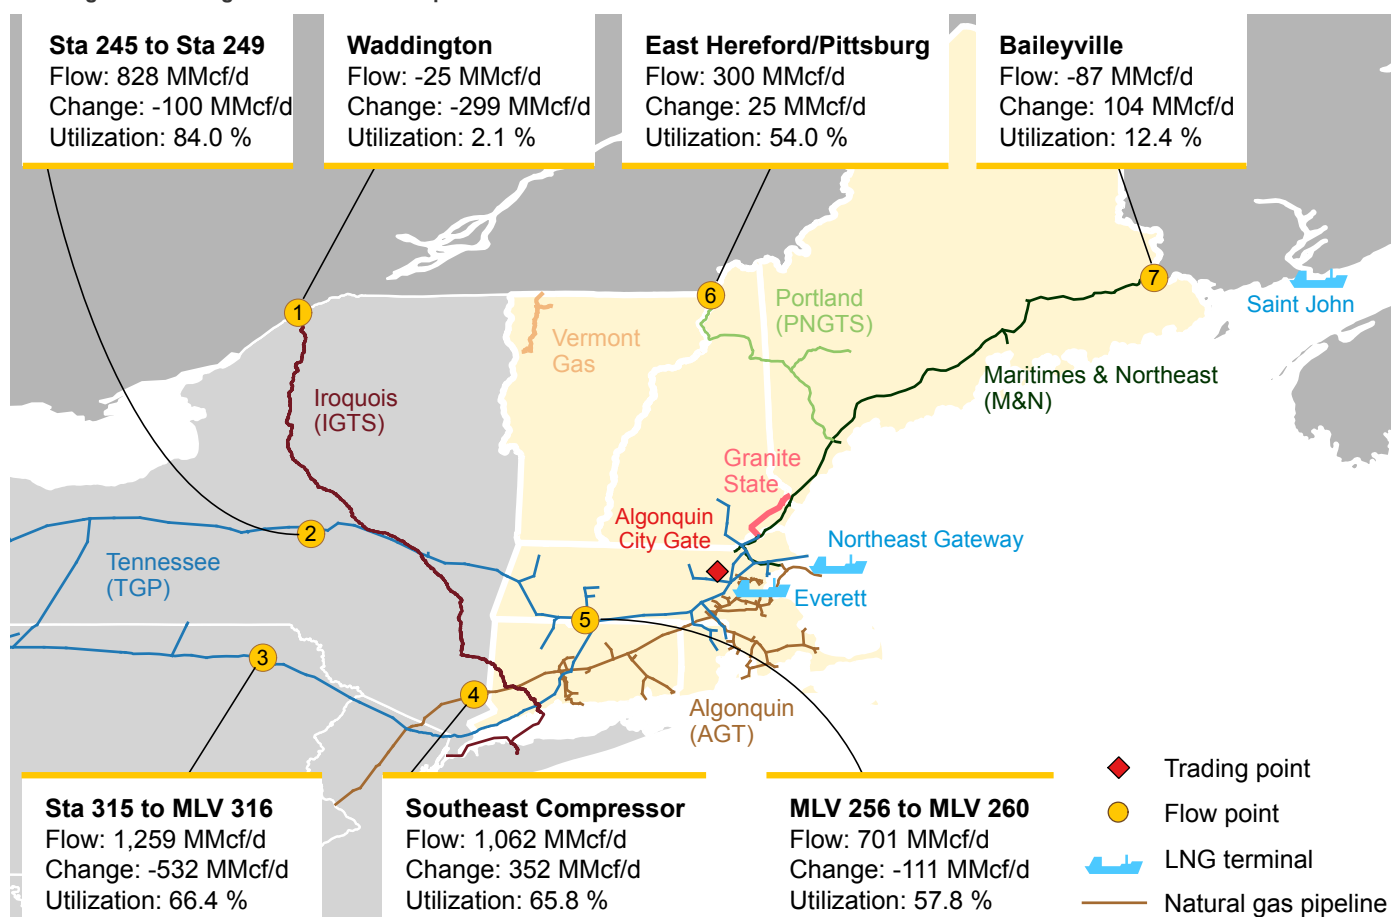 Sta 245 to Sta 249
Flow: 828 MMcf/d
Change: -100 MMcf/d
Utilization: 84.0 %
Waddington
Flow: -25 MMcf/d
Change: -299 MMcf/d
Utilization: 2.1 %
East Hereford/Pittsburg
Flow: 300 MMcf/d
Change: 25 MMcf/d
Utilization: 54.0 %
Baileyville
Flow: -87 MMcf/d
Change: 104 MMcf/d
Utilization: 12.4 %
1
6
7
Portland
(PNGTS)
Saint John
Vermont
Gas
Maritimes & Northeast
(M&N)
Iroquois
(IGTS)
Granite
State
Algonquin
City Gate
2
Northeast Gateway
Tennessee
(TGP)
Everett
5
3
4
Algonquin
(AGT)
Sta 315 to MLV 316
Flow: 1,259 MMcf/d
Change: -532 MMcf/d
Utilization: 66.4 %
Southeast Compressor
Flow: 1,062 MMcf/d
Change: 352 MMcf/d
Utilization: 65.8 %
MLV 256 to MLV 260
Flow: 701 MMcf/d
Change: -111 MMcf/d
Utilization: 57.8 %
Trading point
Flow point
LNG terminal
Natural gas pipeline